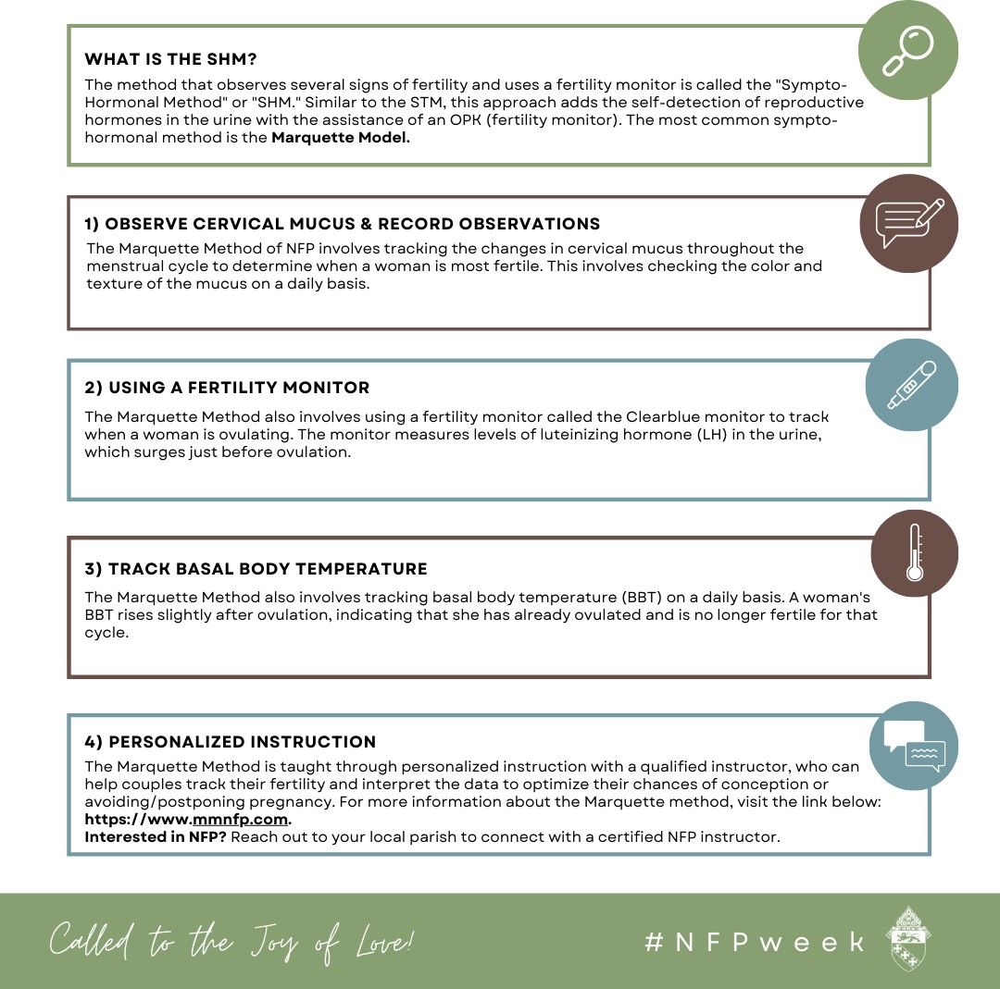 WHAT IS THE SHM?
The method that observes several signs of fertility and uses a fertility monitor is called the "Sympto-
Hormonal Method" or "SHM." Similar to the STM, this approach adds the self-detection of reproductive
hormones in the urine with the assistance of an OPK (fertility monitor). The most common sympto-
hormonal method is the Marquette Model.
1) OBSERVE CERVICAL MUCUS & RECORD OBSERVATIONS
The Marquette Method of NFP involves tracking the changes in cervical mucus throughout the
menstrual cycle to determine when a woman is most fertile. This involves checking the color and
texture of the mucus on a daily basis.
2) USING A FERTILITY MONITOR
The Marquette Method also involves using a fertility monitor called the Clearblue monitor to track
when a woman is ovulating. The monitor measures levels of luteinizing hormone (LH) in the urine,
which surges just before ovulation.
3) TRACK BASAL BODY TEMPERATURE
The Marquette Method also involves tracking basal body temperature (BBT) on a daily basis. A woman's
BBT rises slightly after ovulation, indicating that she has already ovulated and is no longer fertile for that
cycle.
4) PERSONALIZED INSTRUCTION
The Marquette Method is taught through personalized instruction with a qualified instructor, who can
help couples track their fertility and interpret the data to optimize their chances of conception or
avoiding/postponing pregnancy. For more information about the Marquette method, visit the link below:
https://www.mmnfp.com.
Interested in NFP? Reach out to your local parish to connect with a certified NFP instructor.
Called to the Joy of Love!
#NFPweek